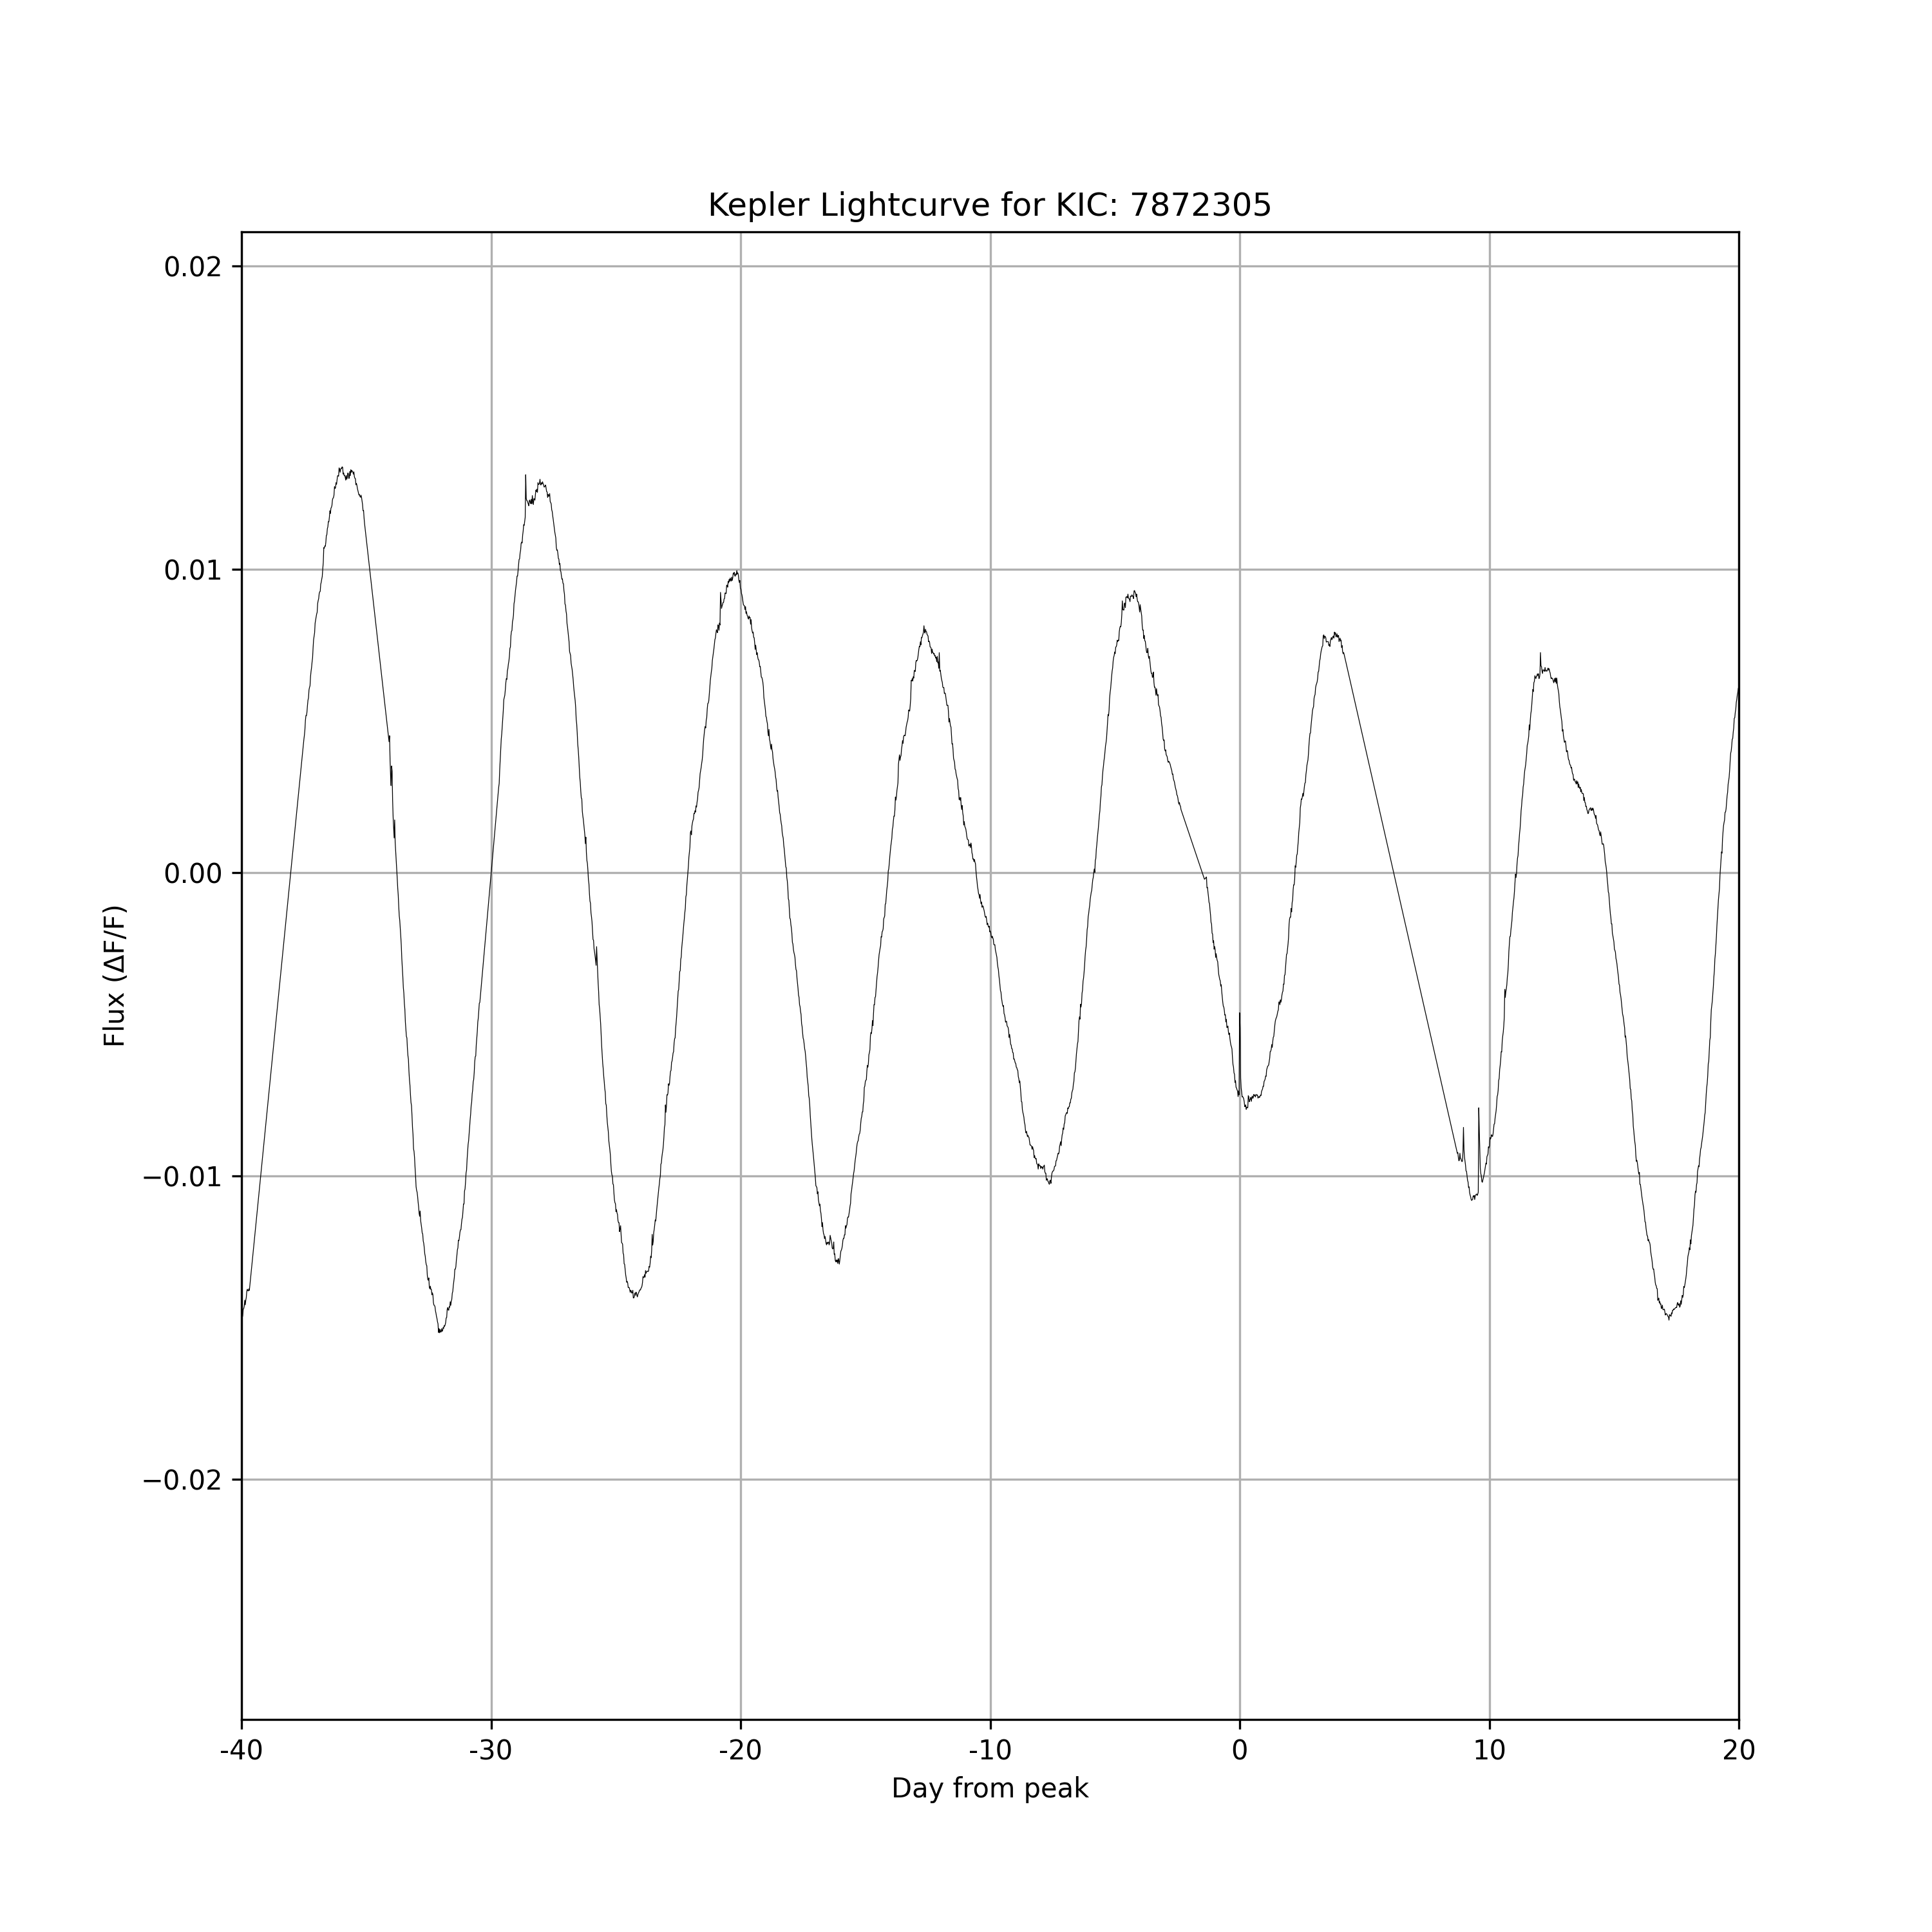 Kepler Lightcurve for KIC: 7872305
0.02
0.01
0.00
−0.01
−0.02
Flux (ΔF/F)
-40 -30 -20 -10 0 10 20
Day from peak